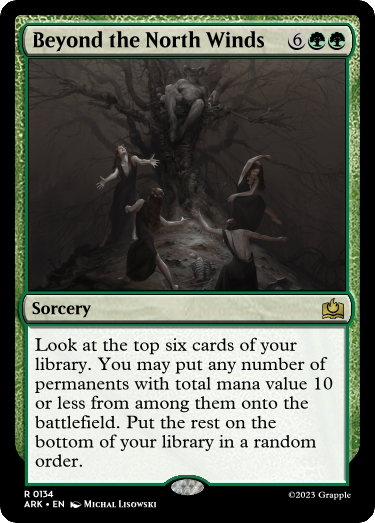 Beyond the North Winds 6
Sorcery
Look at the top six cards of your
library. You may put any number of
permanents with total mana value 10
or less from among them onto the
battlefield. Put the rest on the
bottom of your library in a random
order.
R 0134
ARK • EN Michal Lisowski
©2023 Grapple